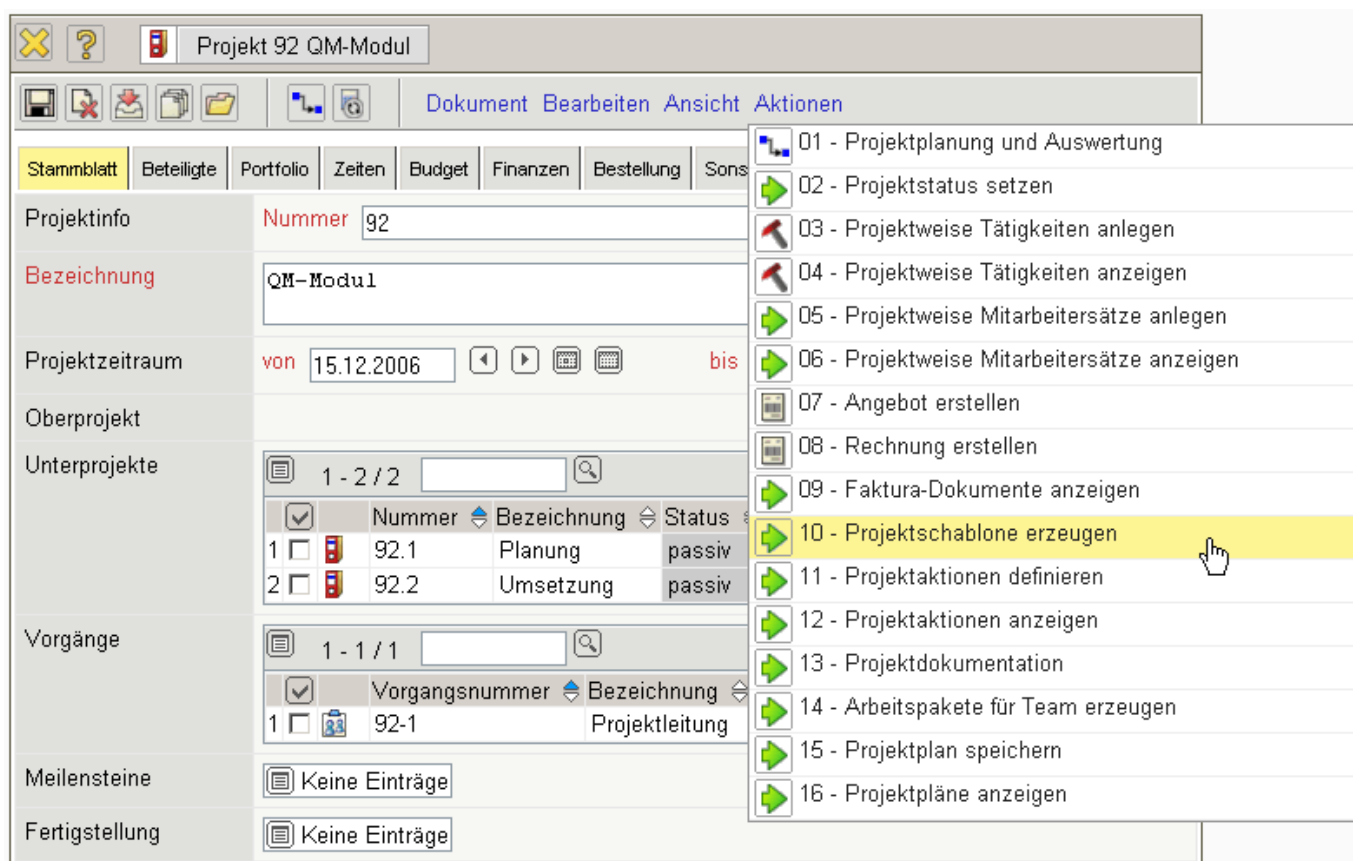 Projekt 92 QM-Modul
Dokument Bearbeiten Ansicht Aktionen
Stammblatt Beteiligte Portfolio Zeiten Budget Finanzen Bestellung Sons
Projektinfo Nummer 92
Bezeichnung QM-Modul
Projektzeitraum von 15.12.2006 bis
Oberprojekt
Unterprojekte 1 - 2 / 2
Nummer Bezeichnung Status
1 92.1 Planung passiv
2 92.2 Umsetzung passiv
Vorgänge 1 - 1 / 1
Vorgangsnummer Bezeichnung
1 92-1 Projektleitung
Meilensteine Keine Einträge
Fertigstellung Keine Einträge
01 - Projektplanung und Auswertung
02 - Projektstatus setzen
03 - Projektweise Tätigkeiten anlegen
04 - Projektweise Tätigkeiten anzeigen
05 - Projektweise Mitarbeitersätze anlegen
06 - Projektweise Mitarbeitersätze anzeigen
07 - Angebot erstellen
08 - Rechnung erstellen
09 - Faktura-Dokumente anzeigen
10 - Projektschablone erzeugen
11 - Projektaktionen definieren
12 - Projektaktionen anzeigen
13 - Projektdokumentation
14 - Arbeitspakete für Team erzeugen
15 - Projektplan speichern
16 - Projektpläne anzeigen